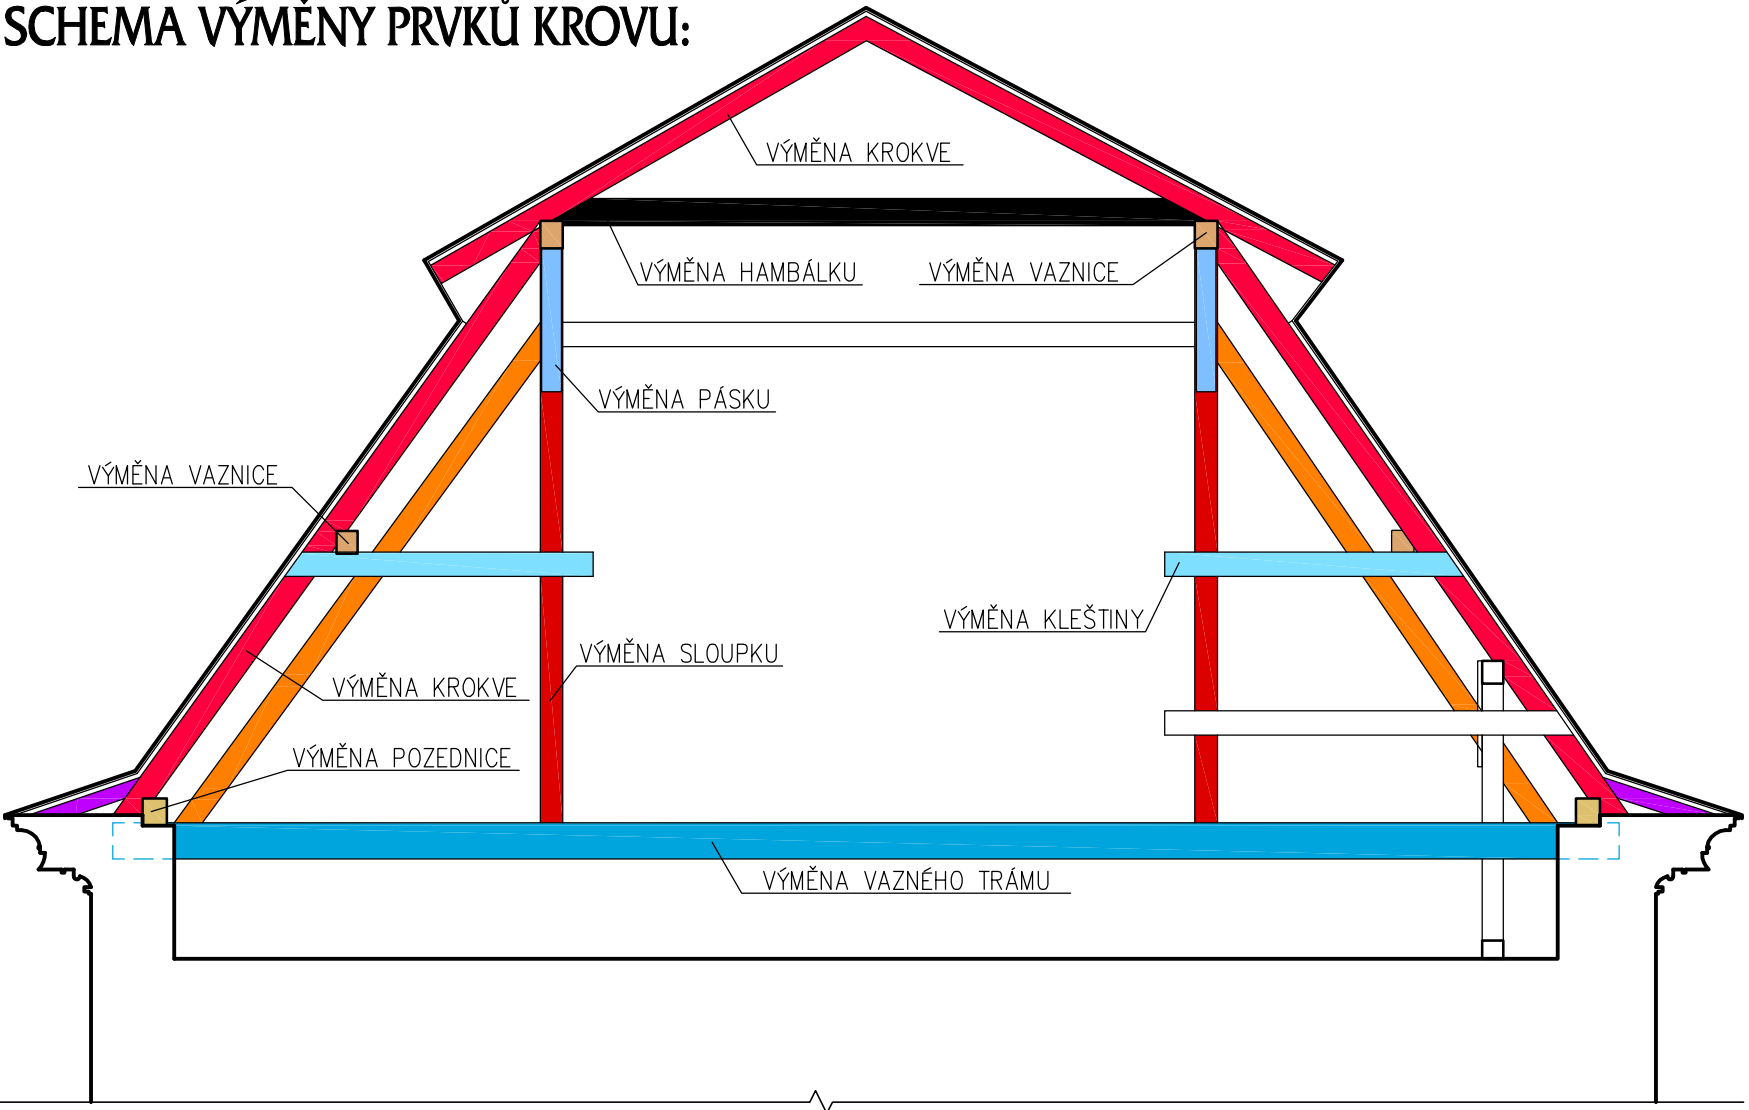 SCHEMA VÝMĚNY PRVKŮ KROVU:
VÝMĚNA KROKVE
VÝMĚNA HAMBÁLKU
VÝMĚNA VAZNICE
VÝMĚNA PÁSKU
VÝMĚNA VAZNICE
VÝMĚNA KLEŠTINY
VÝMĚNA SLOUPKU
VÝMĚNA KROKVE
VÝMĚNA POZEDNICE
VÝMĚNA VAZNÉHO TRÁMU